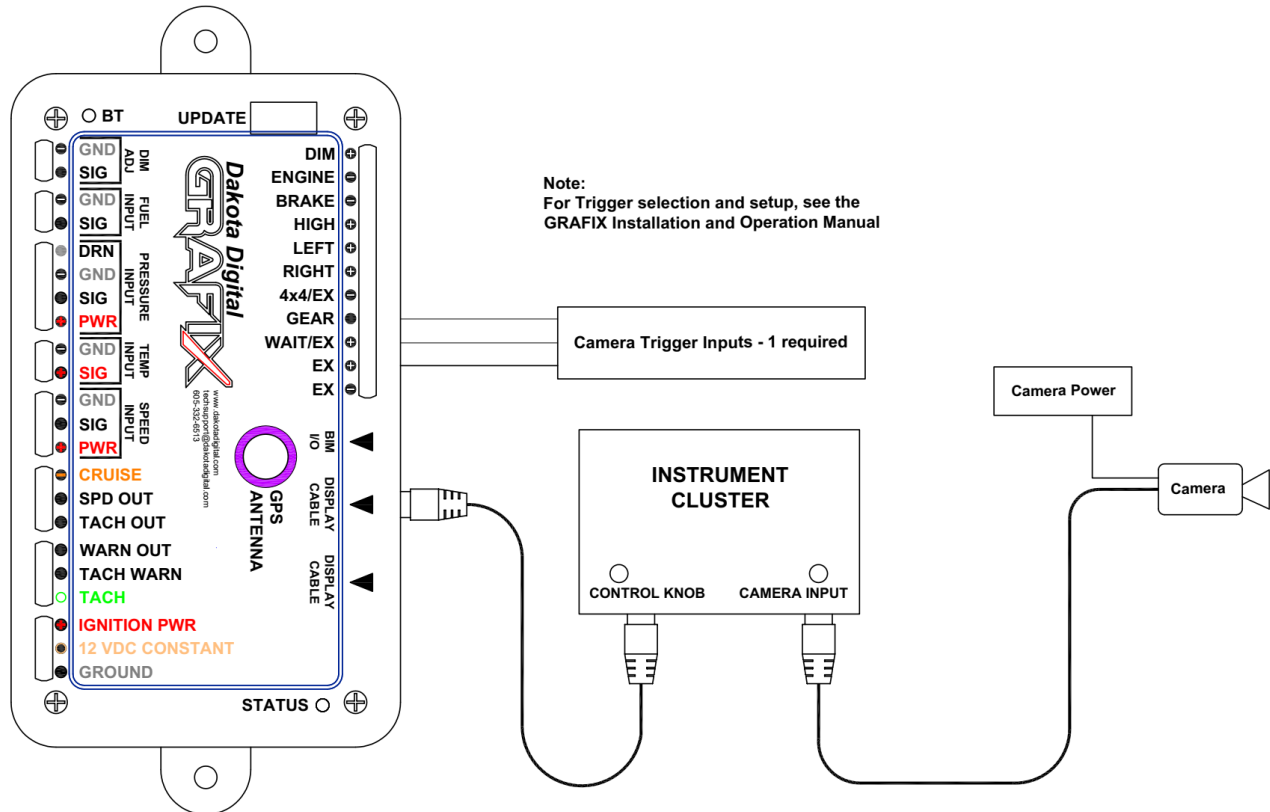 BT
UPDATE
GND
SIG
DIM
ADJ
GND
SIG
FUEL
INPUT
DRN
GND
SIG
PWR
PRESSURE
INPUT
GND
SIG
TEMP
INPUT
GND
SIG
PWR
SPEED
INPUT
CRUISE
SPD OUT
TACH OUT
WARN OUT
TACH WARN
TACH
IGNITION PWR
12 VDC CONSTANT
GROUND
Dakota Digital
GRAFIX
www.dakotadigital.com
techsupport@dakotadigital.com
605-332-6513
DIM
ENGINE
BRAKE
HIGH
LEFT
RIGHT
4x4/EX
GEAR
WAIT/EX
EX
EX
BIM
I/O
GPS
ANTENNA
DISPLAY
CABLE
DISPLAY
CABLE
STATUS
Note:
For Trigger selection and setup, see the
GRAFIX Installation and Operation Manual
Camera Trigger Inputs - 1 required
INSTRUMENT
CLUSTER
CONTROL KNOB
CAMERA INPUT
Camera Power
Camera